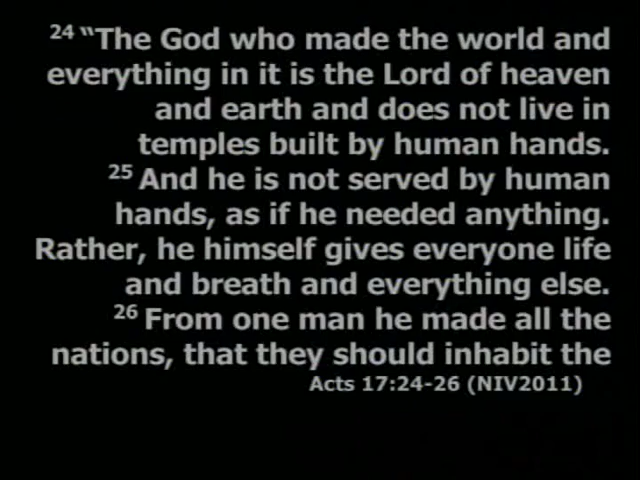 24 “The God who made the world and
everything in it is the Lord of heaven
and earth and does not live in
temples built by human hands.
25 And he is not served by human
hands, as if he needed anything.
Rather, he himself gives everyone life
and breath and everything else.
26 From one man he made all the
nations, that they should inhabit the
Acts 17:24-26 (NIV2011)